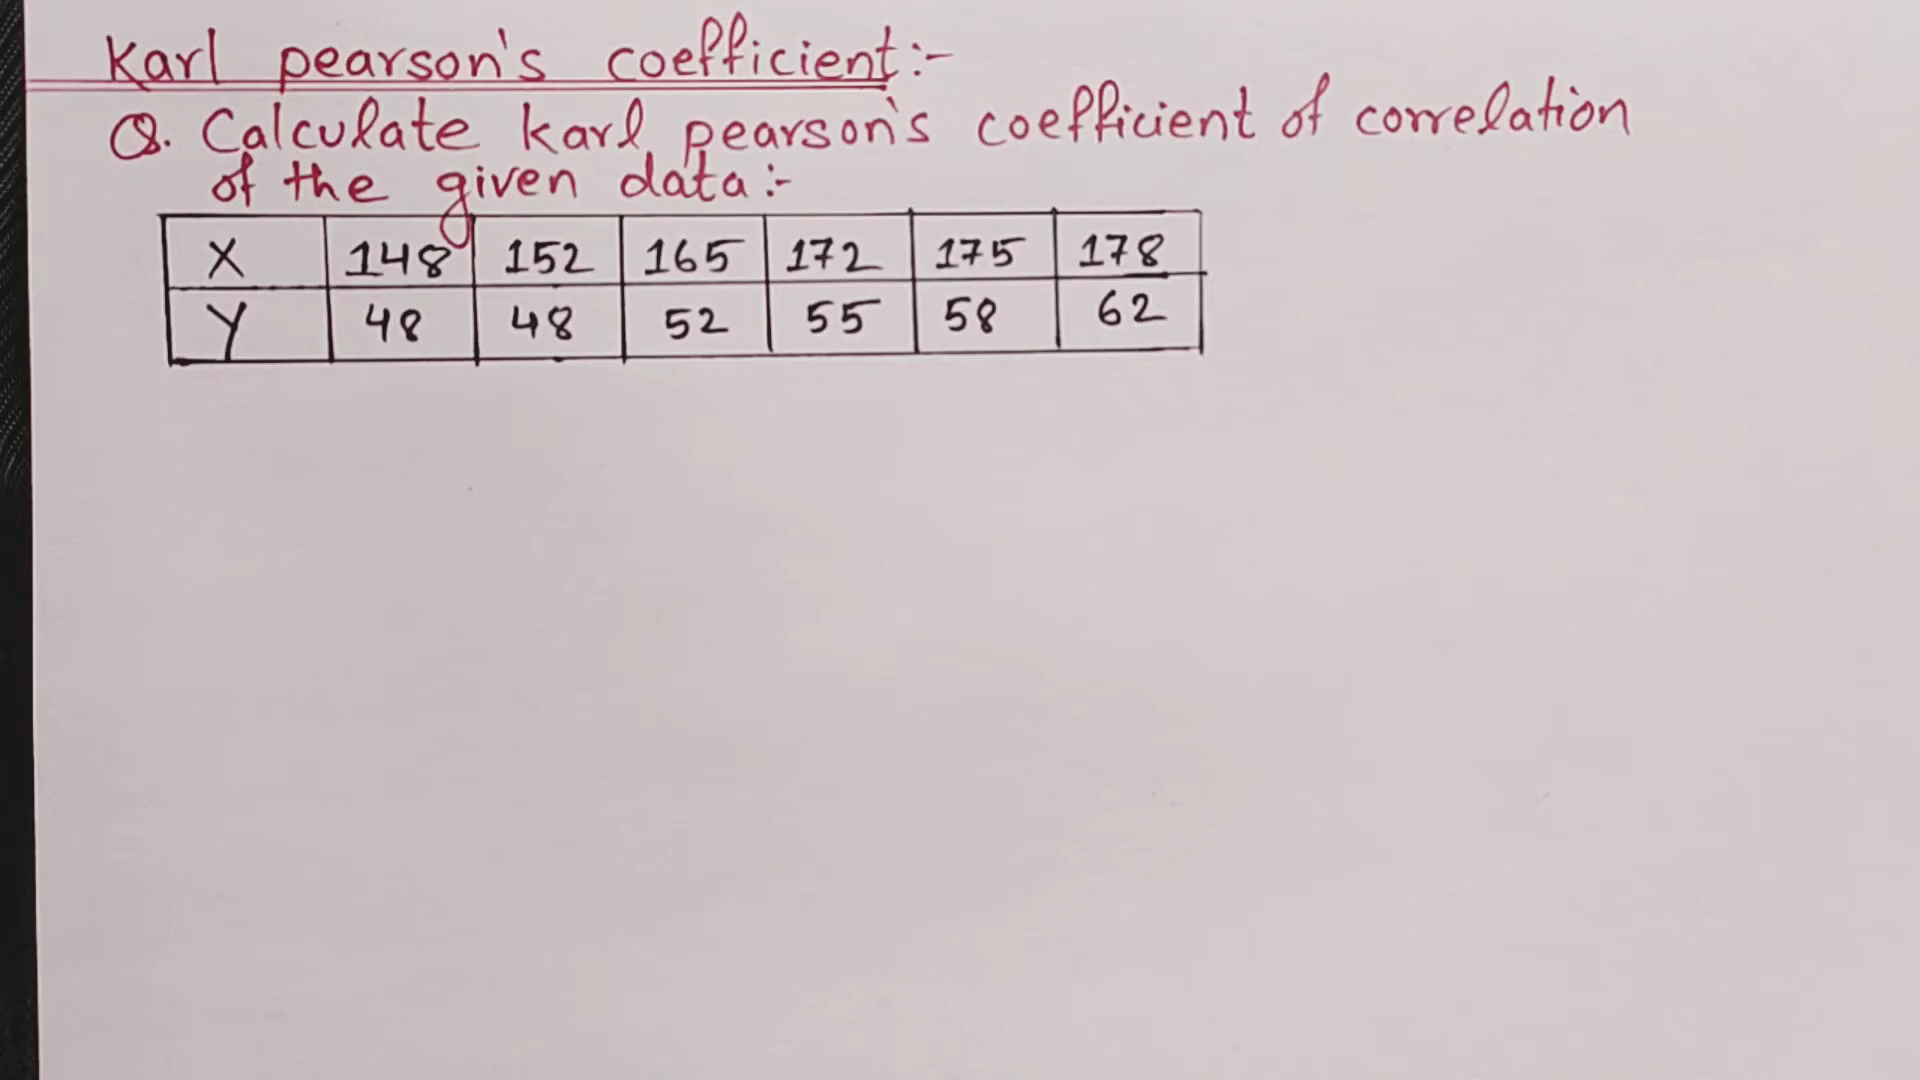 Karl pearson's coefficient:-
Q. Calculate karl pearson's coefficient of correlation
of the given data:-
X 148 152 165 172 175 178
Y 48 48 52 55 58 62